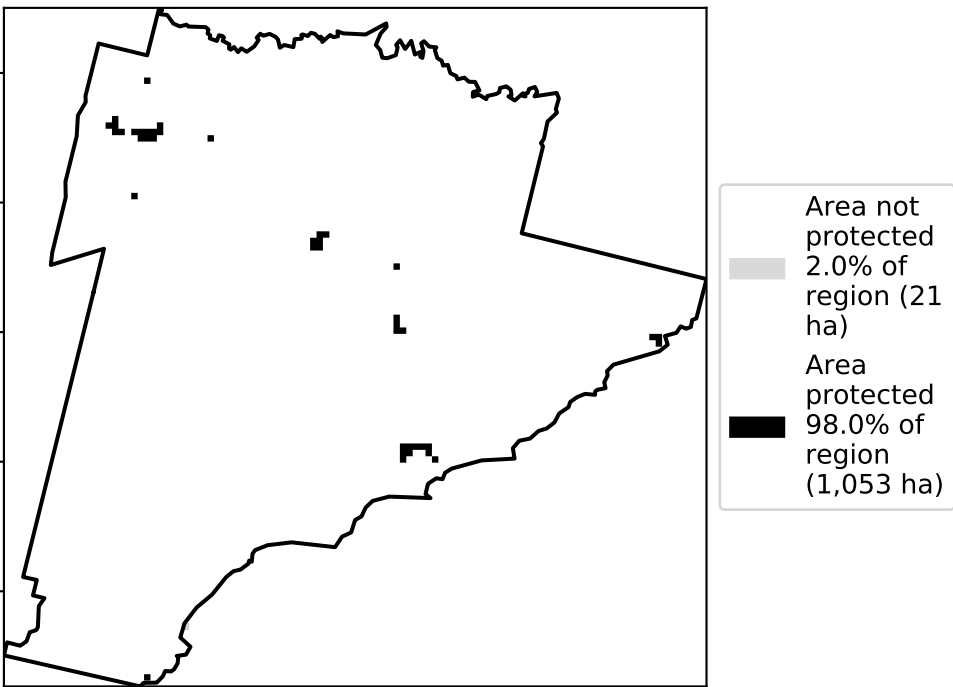 Area not
protected
2.0% of
region (21
ha)
Area
protected
98.0% of
region
(1,053 ha)